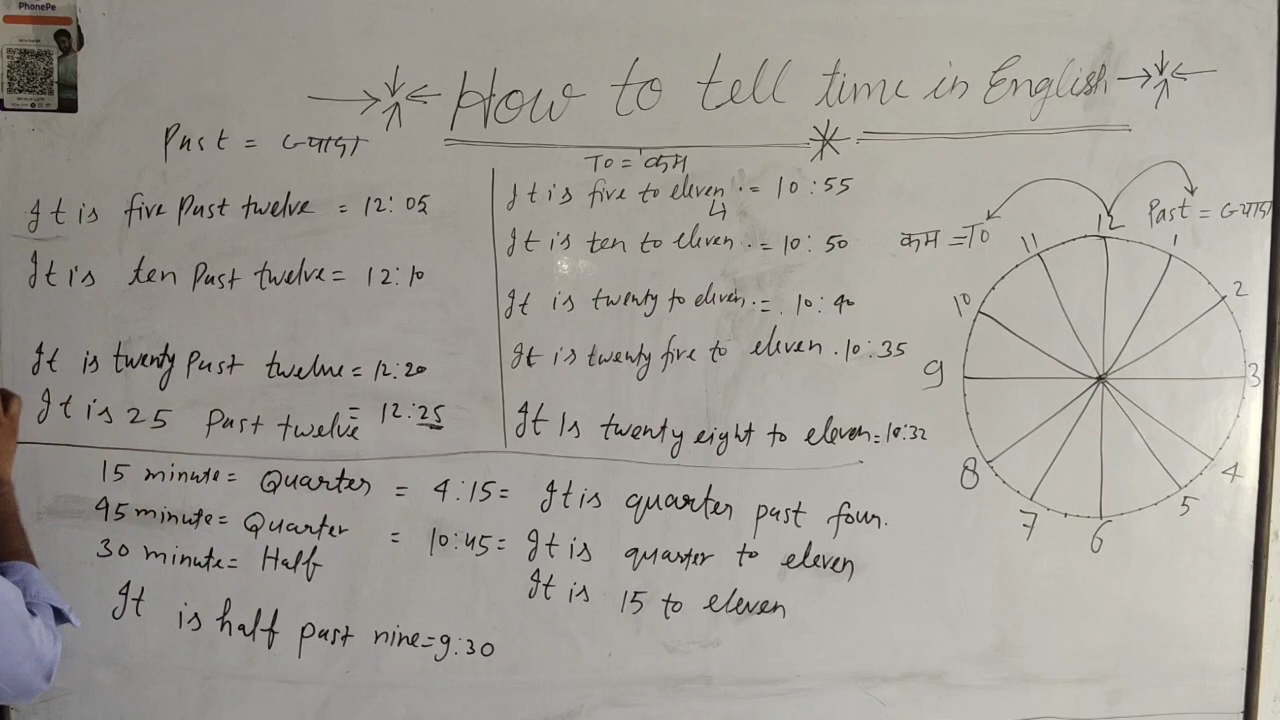 PhonePe
How to tell time in English
Past = ज्यादा
It is five past twelve = 12:05
It is ten past twelve = 12:10
It is twenty past twelve = 12:20
It is 25 past twelve = 12:25
To = कम
It is five to eleven. = 10:55
It is ten to eleven. = 10:50
It is twenty to eleven. = 10:40
It is twenty five to eleven. 10:35
It Is twenty eight to eleven = 10:32
कम = To
Past = ज्यादा
12
11 1
10 2
9 3
8 4
7 5
6
15 minute = Quarter = 4:15 = It is quarter past four.
45 minute = Quarter = 10:45 = It is quarter to eleven
30 minute = Half
It is 15 to eleven
It is half past nine = 9:30